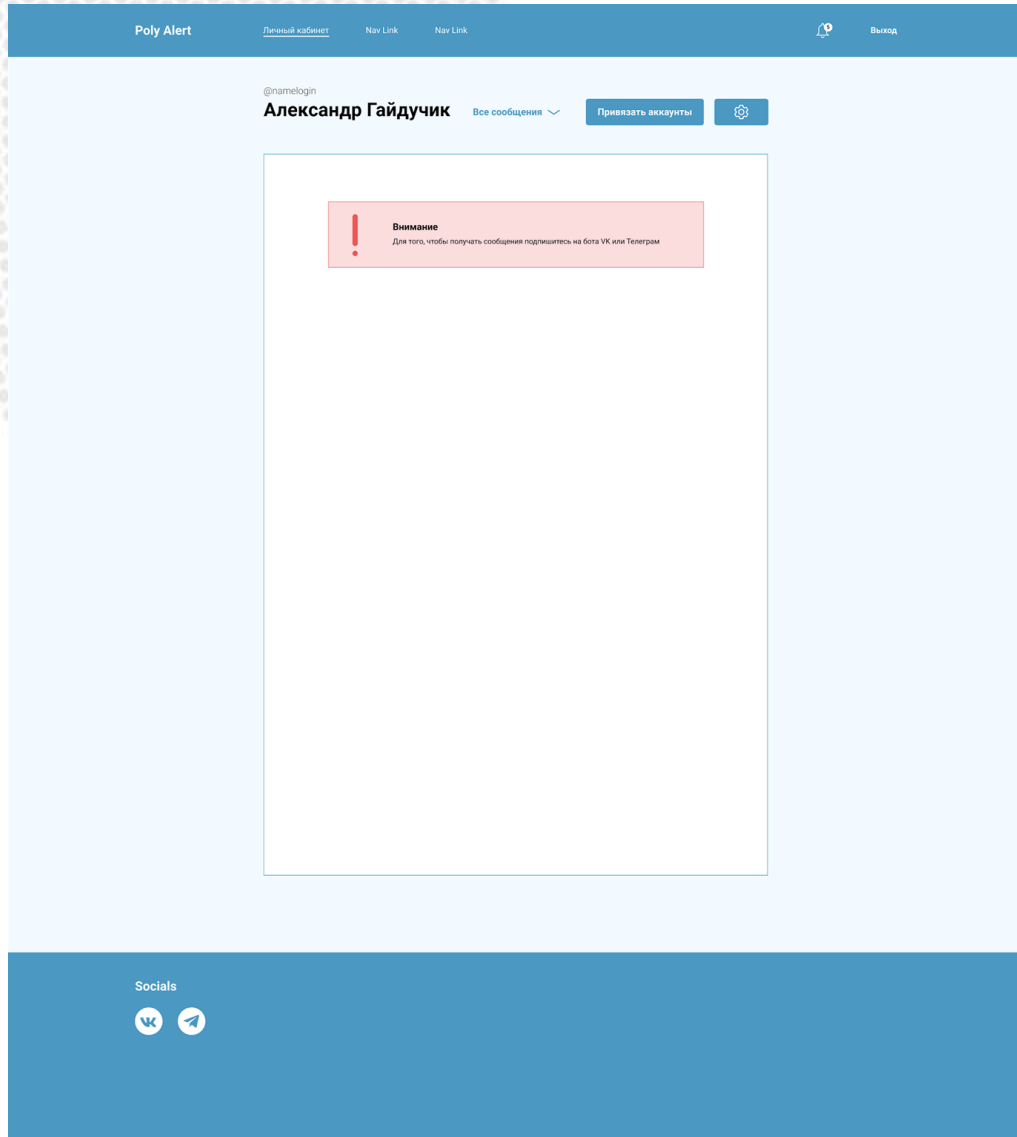 Poly Alert
Личный кабинет
Nav Link
Nav Link
5
Выход
@namelogin
Александр Гайдучик
Все сообщения
Привязать аккаунты
Внимание
Для того, чтобы получать сообщения подпишитесь на бота VK или Телеграм
Socials